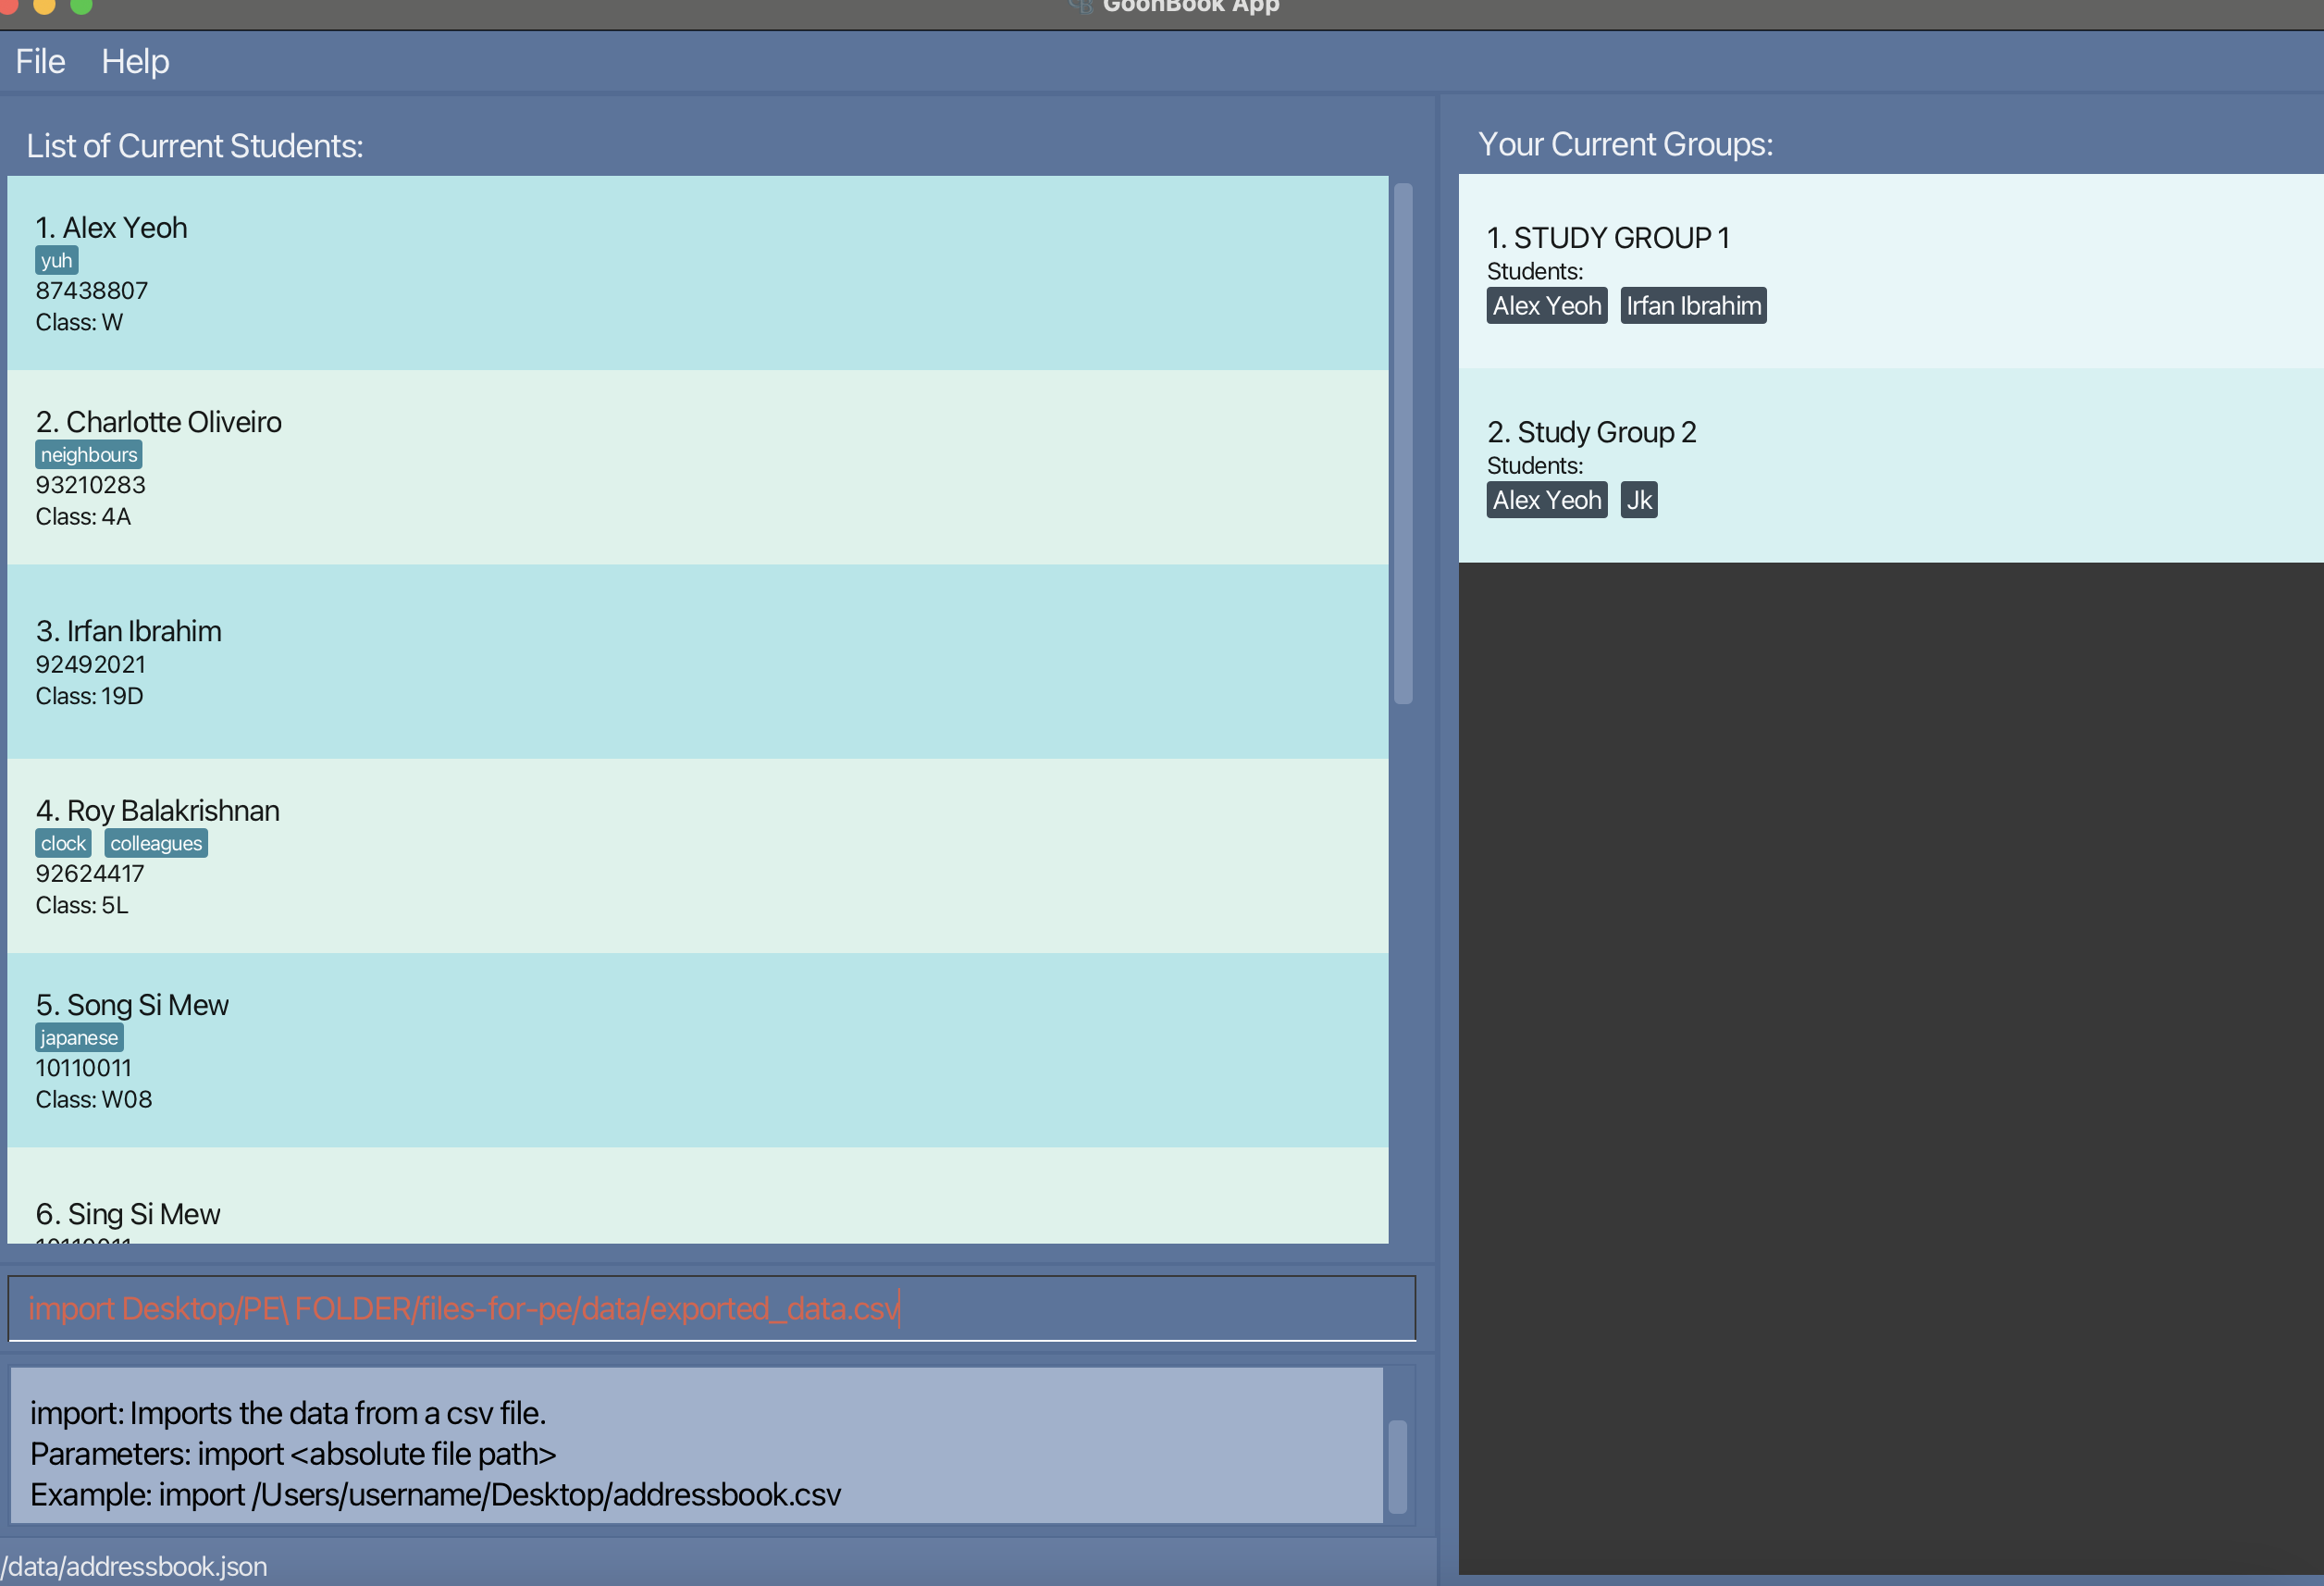 GoonBook App
File Help
List of Current Students:
1. Alex Yeoh
yuh
87438807
Class: W
2. Charlotte Oliveiro
neighbours
93210283
Class: 4A
3. Irfan Ibrahim
92492021
Class: 19D
4. Roy Balakrishnan
clock colleagues
92624417
Class: 5L
5. Song Si Mew
japanese
10110011
Class: W08
6. Sing Si Mew
10110011
import Desktop/PE\ FOLDER/files-for-pe/data/exported_data.csv
import: Imports the data from a csv file.
Parameters: import <absolute file path>
Example: import /Users/username/Desktop/addressbook.csv
/data/addressbook.json
Your Current Groups:
1. STUDY GROUP 1
Students:
Alex Yeoh Irfan Ibrahim
2. Study Group 2
Students:
Alex Yeoh Jk